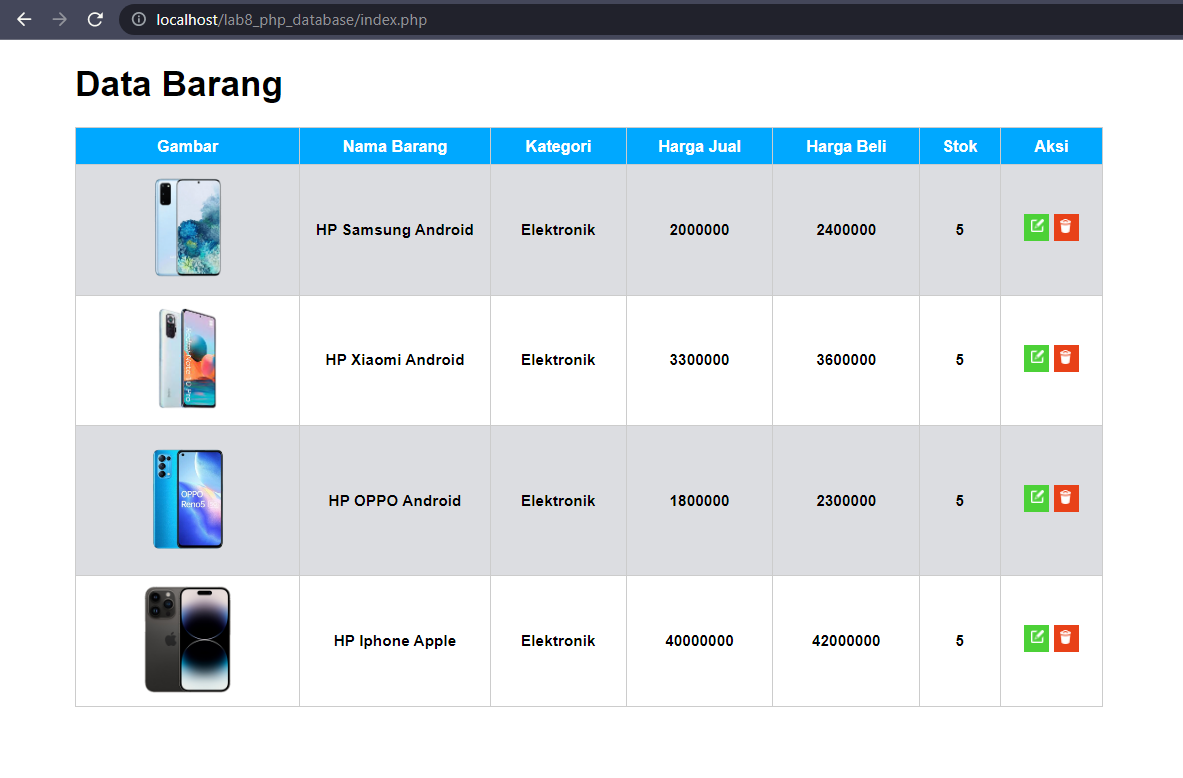 localhost/lab8_php_database/index.php
Data Barang
Gambar Nama Barang Kategori Harga Jual Harga Beli Stok Aksi
HP Samsung Android Elektronik 2000000 2400000 5
HP Xiaomi Android Elektronik 3300000 3600000 5
OPPO
Reno5
HP OPPO Android Elektronik 1800000 2300000 5
HP Iphone Apple Elektronik 40000000 42000000 5